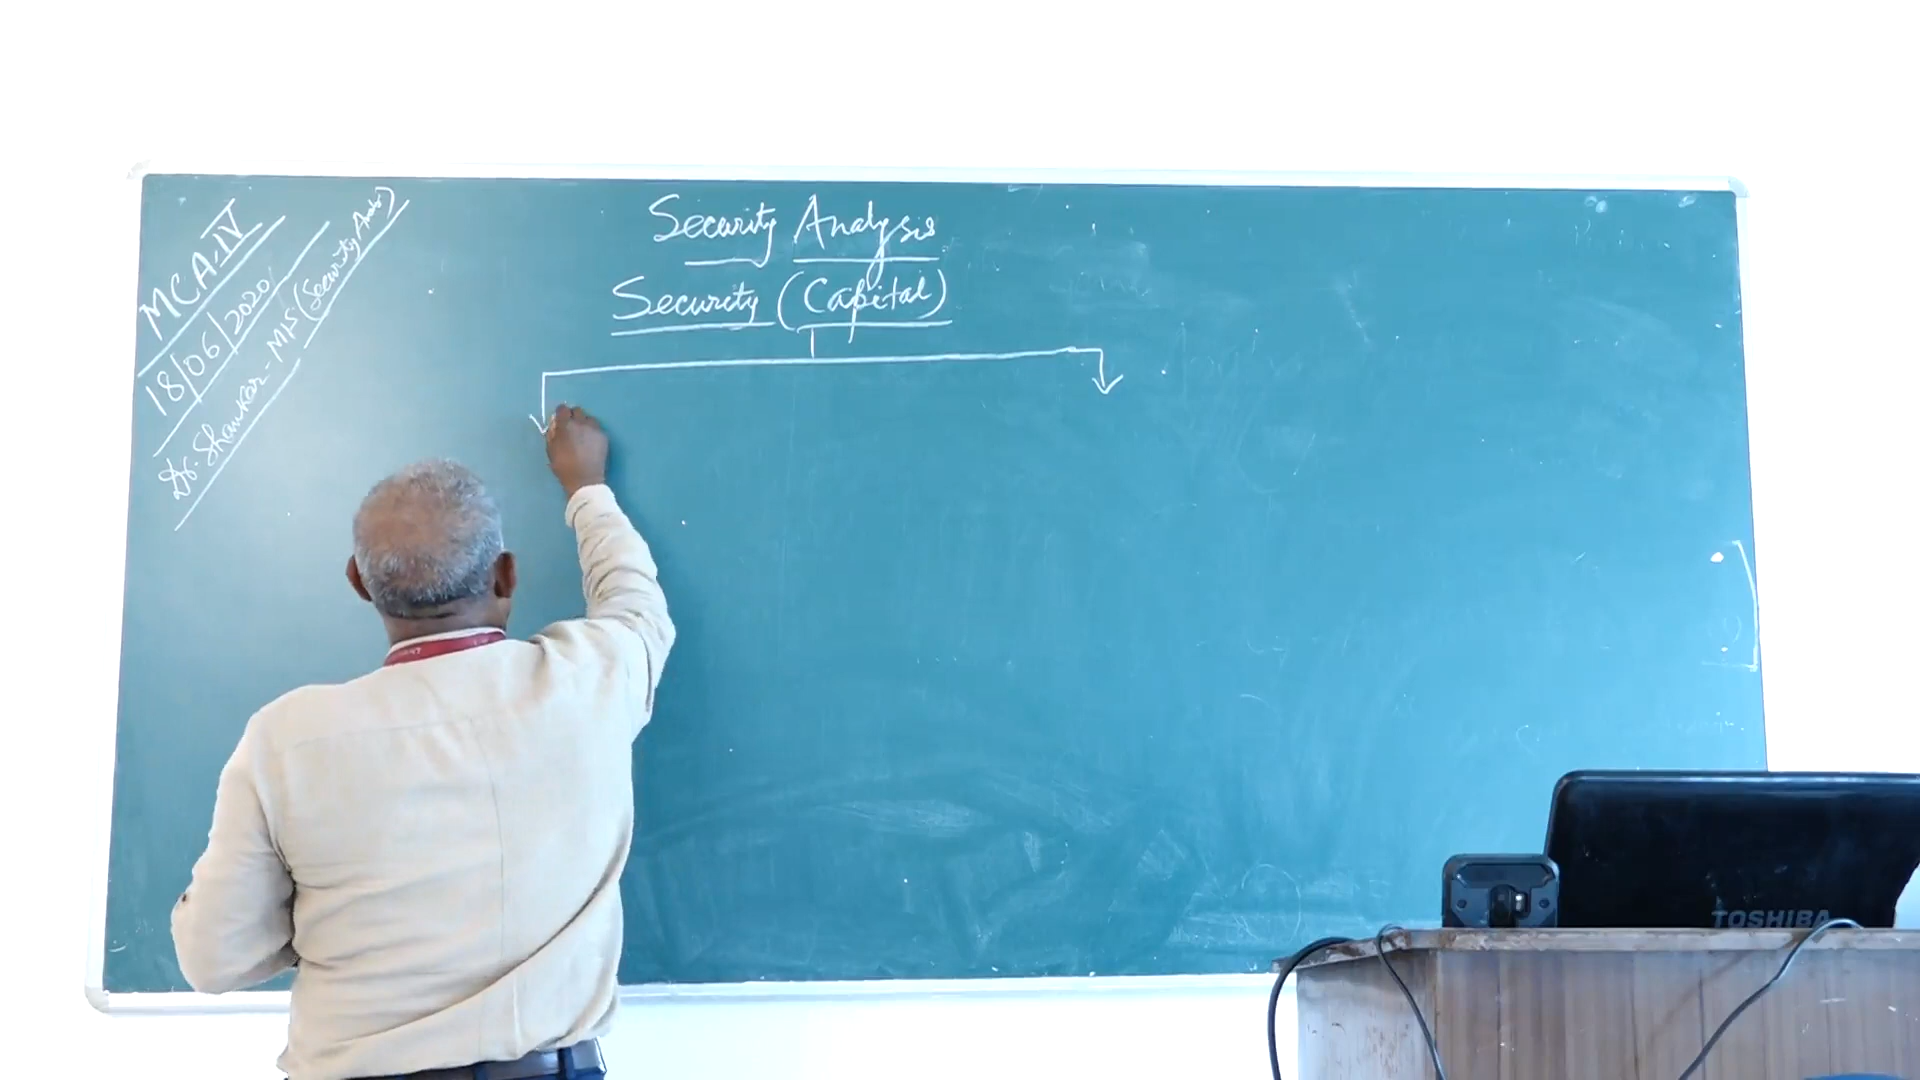 MCA-IV
18/06/2020
Dr. Shankar - MIS (Security Analysis)
Security Analysis
Security (Capital)
TOSHIBA